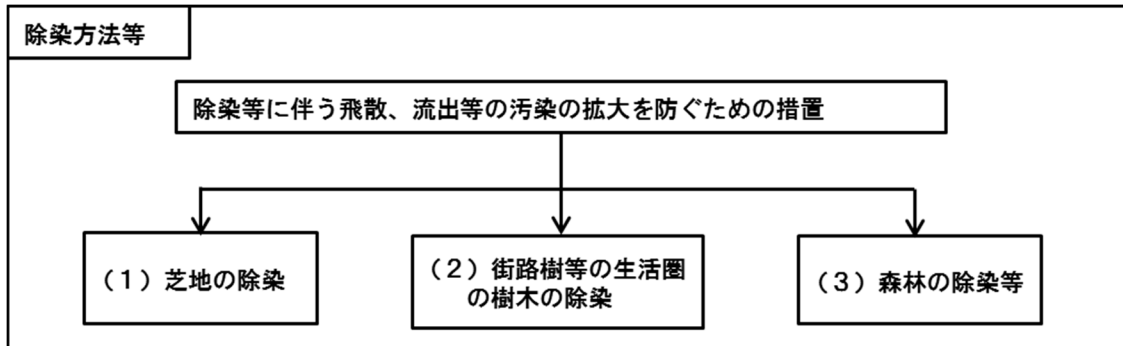 除染方法等
除染等に伴う飛散、流出等の汚染の拡大を防ぐための措置
（１）芝地の除染
（２）街路樹等の生活圏
の樹木の除染
（３）森林の除染等